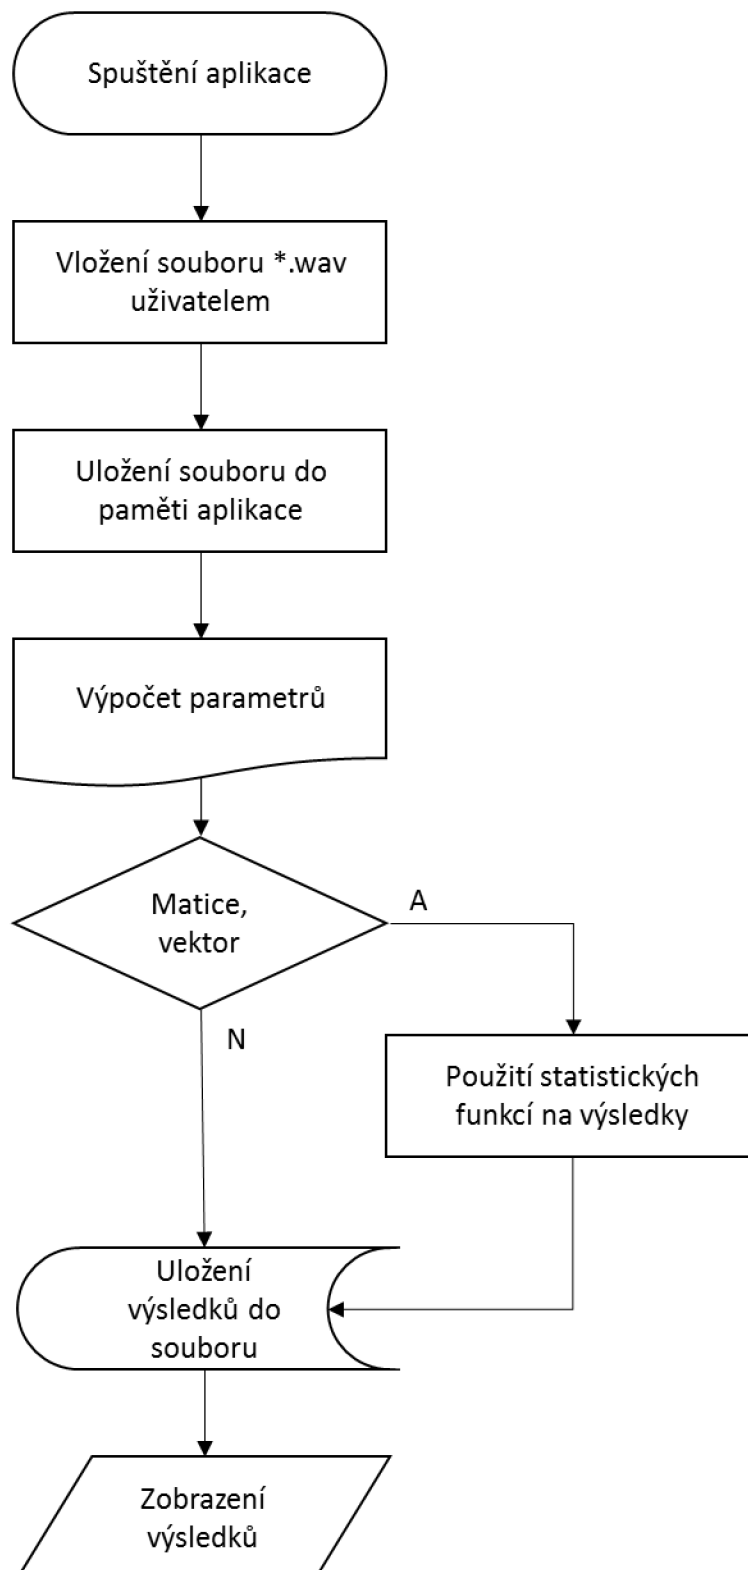 Spuštění aplikace
Vložení souboru *.wav
uživatelem
Uložení souboru do
paměti aplikace
Výpočet parametrů
Matice,
vektor
A
N
Použití statistických
funkcí na výsledky
Uložení
výsledků do
souboru
Zobrazení
výsledků